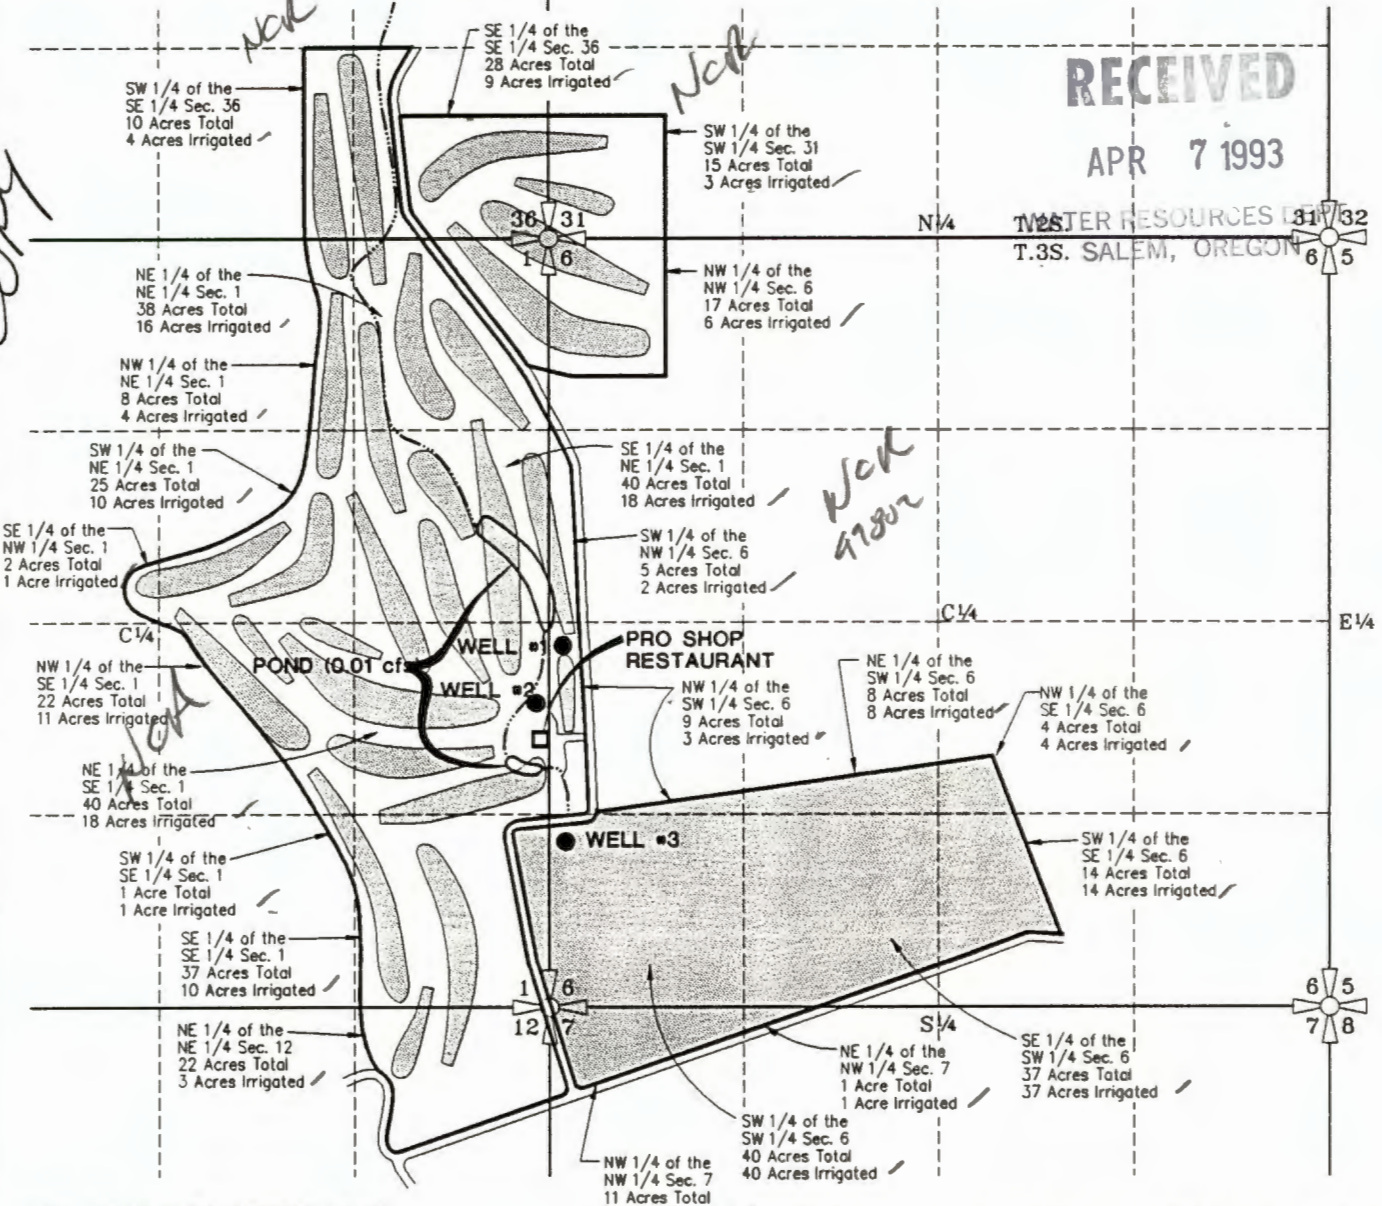 NCR
SE 1/4 of the
SE 1/4 Sec. 36
28 Acres Total
9 Acres Irrigated
NCR
RECEIVED
APR 7 1993
WATER RESOURCES DEPT
SALEM, OREGON
SW 1/4 of the
SE 1/4 Sec. 36
10 Acres Total
4 Acres Irrigated
SW 1/4 of the
SW 1/4 Sec. 31
15 Acres Total
3 Acres Irrigated
36 31
1 6
N 1/4
T.2S.
T.3S.
31 32
6 5
NE 1/4 of the
NE 1/4 Sec. 1
38 Acres Total
16 Acres Irrigated
NW 1/4 of the
NW 1/4 Sec. 6
17 Acres Total
6 Acres Irrigated
NW 1/4 of the
NE 1/4 Sec. 1
8 Acres Total
4 Acres Irrigated
SW 1/4 of the
NE 1/4 Sec. 1
25 Acres Total
10 Acres Irrigated
SE 1/4 of the
NE 1/4 Sec. 1
40 Acres Total
18 Acres Irrigated
NCR
SE 1/4 of the
NW 1/4 Sec. 1
2 Acres Total
1 Acre Irrigated
SW 1/4 of the
NW 1/4 Sec. 6
5 Acres Total
2 Acres Irrigated
C 1/4
C 1/4
E 1/4
WELL #1
PRO SHOP
RESTAURANT
POND (0.01 cfs)
WELL #2
NW 1/4 of the
SE 1/4 Sec. 1
22 Acres Total
11 Acres Irrigated
NW 1/4 of the
SW 1/4 Sec. 6
9 Acres Total
3 Acres Irrigated
NE 1/4 of the
SW 1/4 Sec. 6
8 Acres Total
8 Acres Irrigated
NW 1/4 of the
SE 1/4 Sec. 6
4 Acres Total
4 Acres Irrigated
NE 1/4 of the
SE 1/4 Sec. 1
40 Acres Total
18 Acres Irrigated
WELL #3
SW 1/4 of the
SE 1/4 Sec. 1
1 Acre Total
1 Acre Irrigated
SW 1/4 of the
SE 1/4 Sec. 6
14 Acres Total
14 Acres Irrigated
SE 1/4 of the
SE 1/4 Sec. 1
37 Acres Total
10 Acres Irrigated
1 6
12 7
S 1/4
6 5
7 8
NE 1/4 of the
NE 1/4 Sec. 12
22 Acres Total
3 Acres Irrigated
NE 1/4 of the
NW 1/4 Sec. 7
1 Acre Total
1 Acre Irrigated
SE 1/4 of the
SW 1/4 Sec. 6
37 Acres Total
37 Acres Irrigated
SW 1/4 of the
SW 1/4 Sec. 6
40 Acres Total
40 Acres Irrigated
NW 1/4 of the
NW 1/4 Sec. 7
11 Acres Total